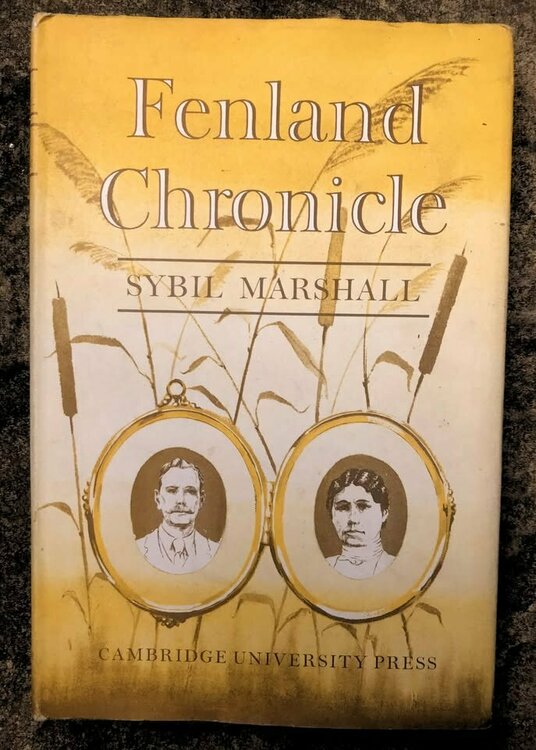 Fenland
Chronicle
SYBIL MARSHALL
CAMBRIDGE UNIVERSITY PRESS